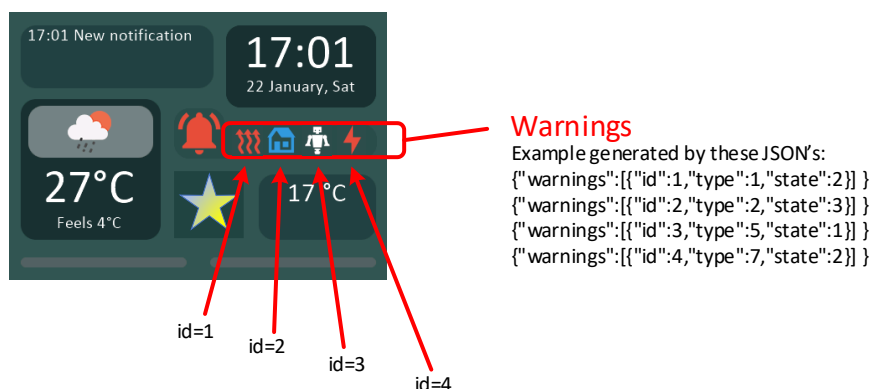 17:01 New notification
17:01
22 January, Sat
27°C
Feels 4°C
17°C
id=1
id=2
id=3
id=4
Warnings
Example generated by these JSON's:
{"warnings":[{"id":1,"type":1,"state":2}] }
{"warnings":[{"id":2,"type":2,"state":3}] }
{"warnings":[{"id":3,"type":5,"state":1}] }
{"warnings":[{"id":4,"type":7,"state":2}] }